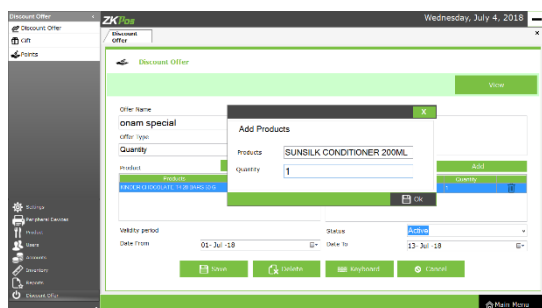 Discount Offer
ZKPos
Wednesday, July 4, 2018
Discount Offer
Gift
Points
Discount
Offer
x
Discount Offer
View
Offer Name
onam special
Offer Type
Quantity
Product
Add
Products
Quantity
X
Add Products
Products
SUNSILK CONDITIONER 200ML
Quantity
1
Ok
Validity period
Status
Active
Date From
01- Jul -18
Date To
13- Jul -18
Save
Delete
Keyboard
Cancel
Settings
Peripheral Devices
Product
Users
Accounts
Inventory
Reports
Discount Offer
Main Menu